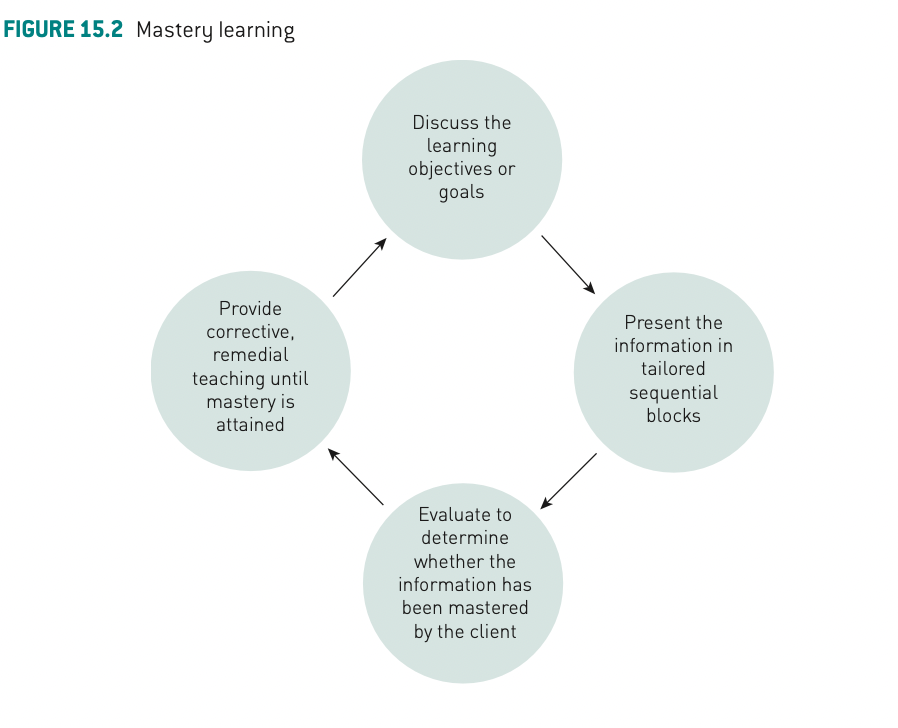 FIGURE 15.2 Mastery learning
Discuss the
learning
objectives or
goals
Present the
information in
tailored
sequential
blocks
Evaluate to
determine
whether the
information has
been mastered
by the client
Provide
corrective,
remedial
teaching until
mastery is
attained